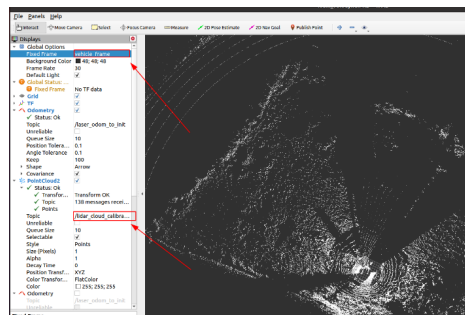 File Panels Help
Interact Move Camera Select Focus Camera Measure 2D Pose Estimate 2D Nav Goal Publish Point
Displays
Global Options
Fixed Frame vehicle_frame
Background Color 48; 48; 48
Frame Rate 30
Default Light
Global Status: ...
Fixed Frame No TF data
Grid
TF
Odometry
Status: Ok
Topic /laser_odom_to_init
Unreliable
Queue Size 10
Position Tolera... 0.1
Angle Tolerance 0.1
Keep 100
Shape Arrow
Covariance
PointCloud2
Status: Ok
Transfor... Transform OK
Topic 138 messages recei...
Points
Topic /lidar_cloud_calibra...
Unreliable
Queue Size 10
Selectable
Style Points
Size (Pixels) 1
Alpha 1
Decay Time 0
Position Transf... XYZ
Color Transfor... FlatColor
Color 255; 255; 255
Odometry
Topic /laser_odom_to_init
Unreliable